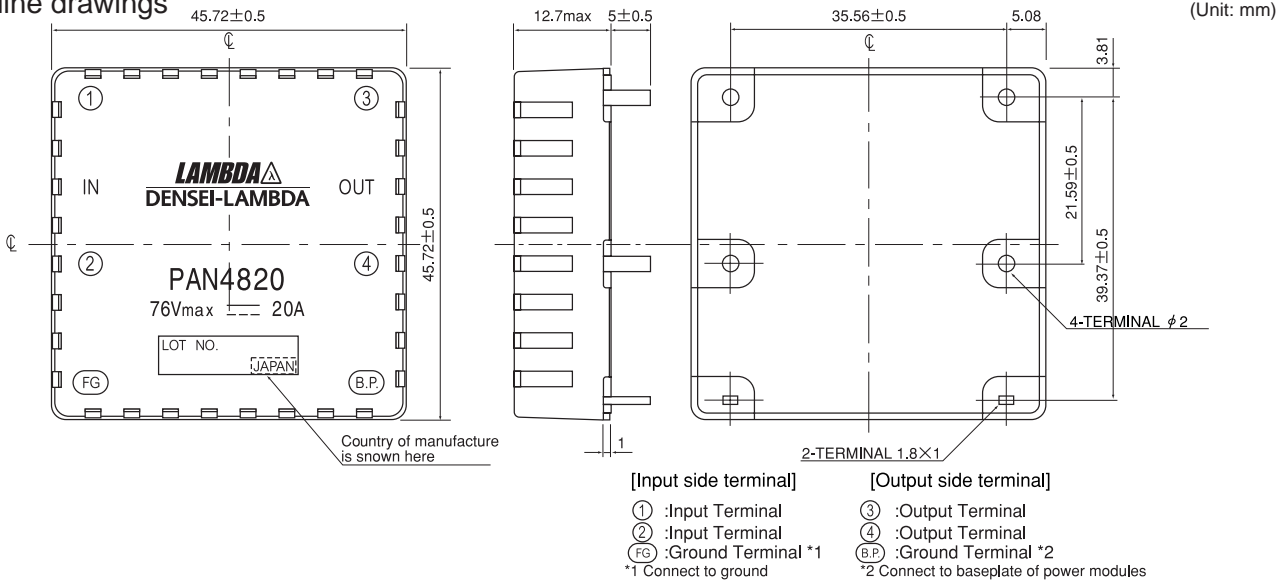 line drawings
(Unit: mm)
45.72±0.5
℄
12.7max
5±0.5
35.56±0.5
5.08
℄
3.81
① ③
LAMBDA
DENSEI-LAMBDA
IN OUT
℄
② ④
45.72±0.5
21.59±0.5
39.37±0.5
PAN4820
76Vmax 20A
LOT NO.
JAPAN
FG B.P.
4-TERMINAL φ2
Country of manufacture
is snown here
1
2-TERMINAL 1.8×1
[Input side terminal]
① :Input Terminal
② :Input Terminal
FG :Ground Terminal *1
*1 Connect to ground
[Output side terminal]
③ :Output Terminal
④ :Output Terminal
B.P. :Ground Terminal *2
*2 Connect to baseplate of power modules